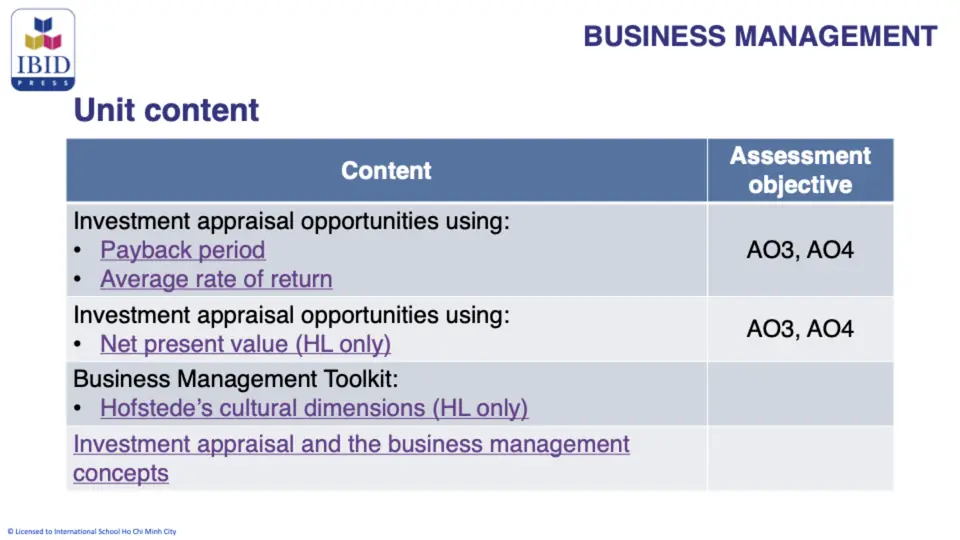 IBID
PRESS
BUSINESS MANAGEMENT
Unit content
Content
Assessment
objective
Investment appraisal opportunities using:
• Payback period
• Average rate of return
AO3, AO4
Investment appraisal opportunities using:
• Net present value (HL only)
AO3, AO4
Business Management Toolkit:
• Hofstede's cultural dimensions (HL only)
Investment appraisal and the business management
concepts
© Licensed to International School Ho Chi Minh City